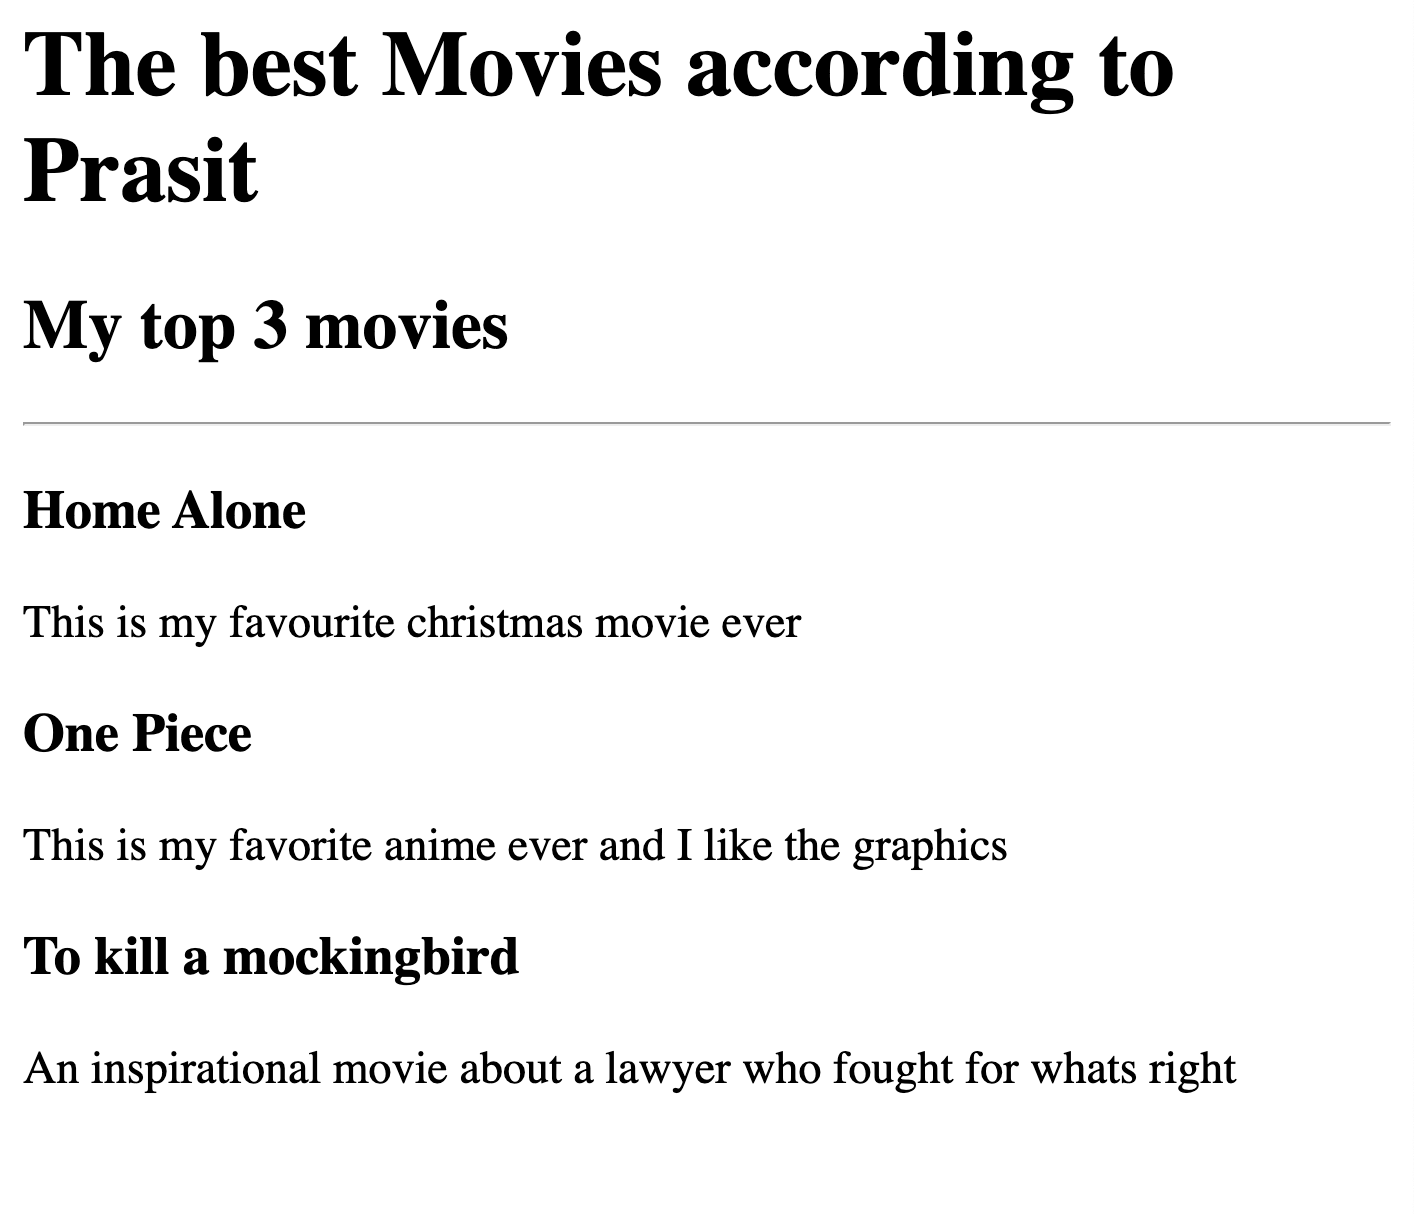 The best Movies according to
Prasit
My top 3 movies
Home Alone
This is my favourite christmas movie ever
One Piece
This is my favorite anime ever and I like the graphics
To kill a mockingbird
An inspirational movie about a lawyer who fought for whats right